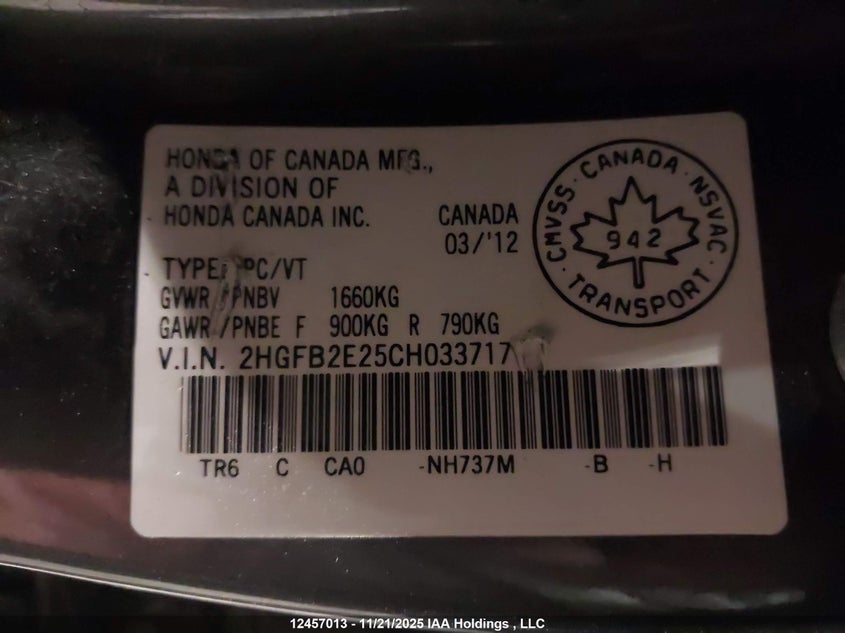 HONDA OF CANADA MFG.,
A DIVISION OF
HONDA CANADA INC.
CANADA
03/'12
TYPE: PC/VT
GVWR/PNBV 1660KG
GAWR/PNBE F 900KG R 790KG
V.I.N. 2HGFB2E25CH033717
TR6 C CA0 -NH737M -B -H
CMVSS · CANADA · NSVAC · TRANSPORT ·
942
12457013 - 11/21/2025 IAA Holdings , LLC